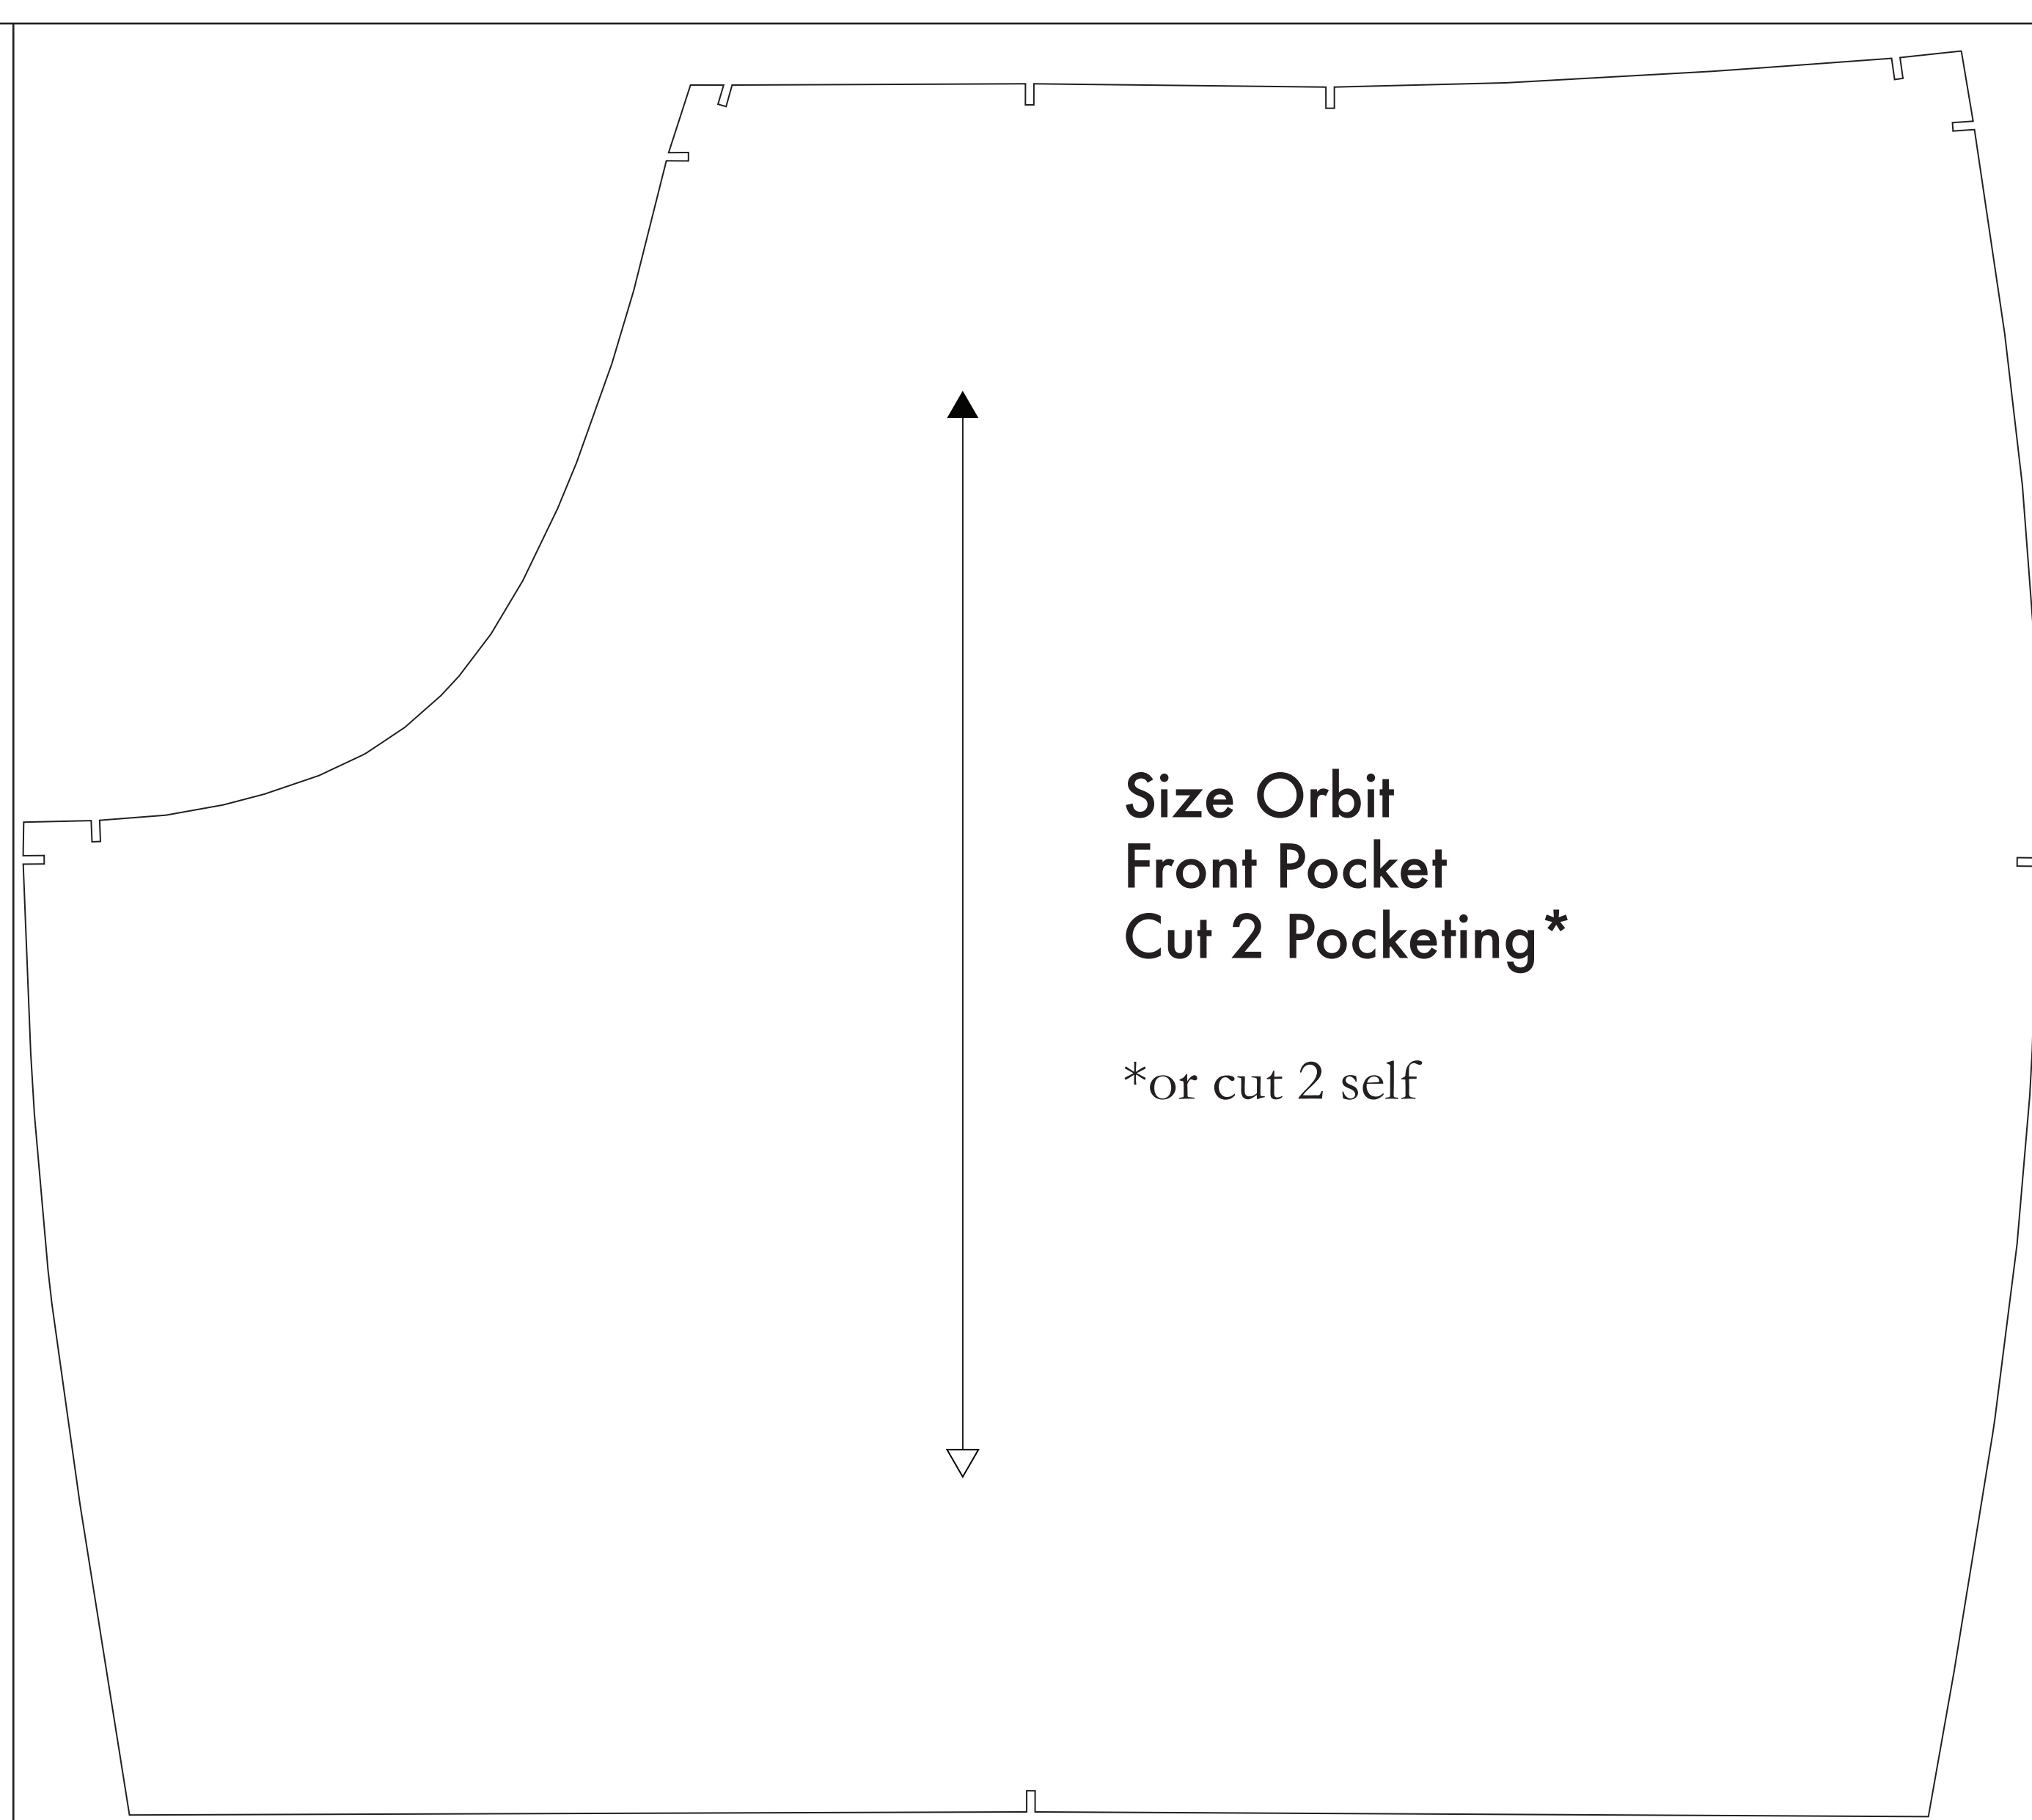 Size Orbit
Front Pocket
Cut 2 Pocketing*
*or cut 2 self